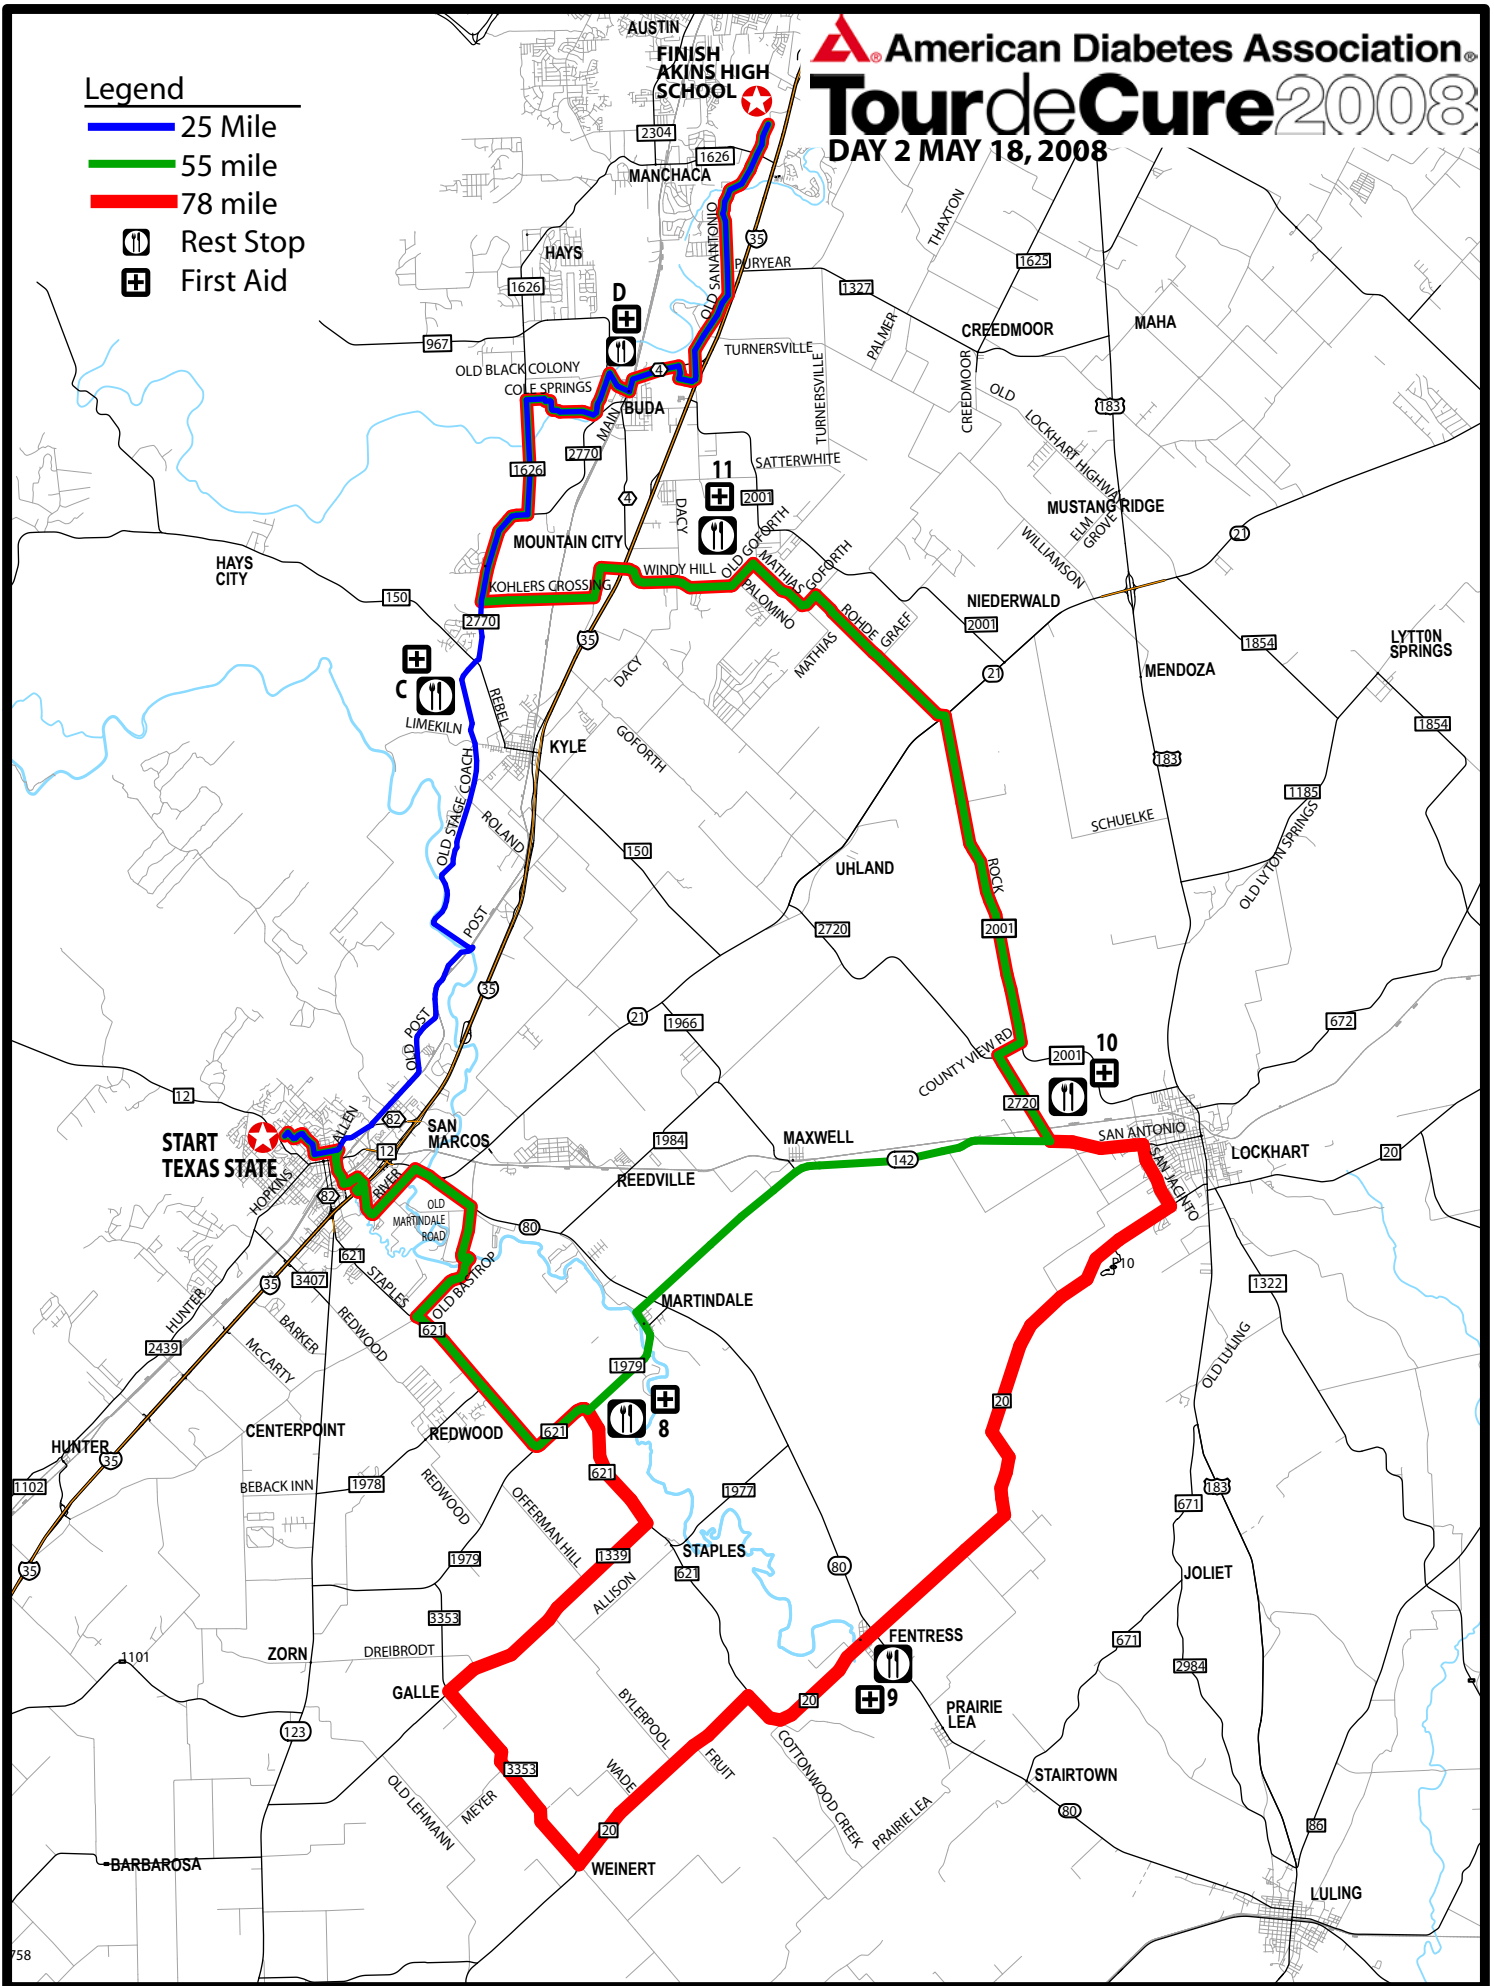 American Diabetes Association®
TourdeCure2008
DAY 2 MAY 18, 2008
Legend
25 Mile
55 mile
78 mile
Rest Stop
First Aid
AUSTIN
FINISH
AKINS HIGH
SCHOOL
2304
1626
MANCHACA
HAYS
1626
OLD SANANTONIO
35
PURYEAR
1327
THAXTON
1625
PALMER
CREEDMOOR
MAHA
D
967
OLD BLACK COLONY
COLE SPRINGS
4
TURNERSVILLE
TURNERSVILLE
CREEDMOOR
OLD
LOCKHART HIGHWAY
183
BUDA
MAIN
2770
1626
4
SATTERWHITE
11
2001
DACY
MUSTANG RIDGE
ELM
GROVE
21
WILLIAMSON
MOUNTAIN CITY
HAYS
CITY
150
KOHLERS CROSSING
WINDY HILL
OLD GOFORTH
MATHIAS
GOFORTH
PALOMINO
ROHDE
GRAEF
MATHIAS
NIEDERWALD
2001
2770
35
DACY
1854
LYTTON
SPRINGS
MENDOZA
21
C
LIMEKILN
REBEL
KYLE
GOFORTH
1854
183
1185
SCHUELKE
OLD LYTON SPRINGS
OLD STAGE COACH
ROLAND
150
UHLAND
ROCK
2720
2001
POST
35
OLD POST
21
1966
672
COUNTY VIEW RD
2001
10
2720
12
ALLEN
82
SAN
MARCOS
12
START
TEXAS STATE
1984
MAXWELL
142
SAN ANTONIO
SAN JACINTO
LOCKHART
20
HOPKINS
82
RIVER
REEDVILLE
OLD
MARTINDALE
ROAD
80
621
3407
35
STAPLES
OLD BASTROP
P10
1322
HUNTER
2439
BARKER
McCARTY
REDWOOD
621
MARTINDALE
1979
OLD LULING
20
8
CENTERPOINT
REDWOOD
621
HUNTER
35
1102
BEBACK INN
1978
REDWOOD
621
1977
183
671
OFFERMAN HILL
1979
1339
STAPLES
621
ALLISON
80
JOLIET
35
3353
DREIBRODT
ZORN
1101
FENTRESS
671
2984
GALLE
BYLERPOOL
20
9
PRAIRIE
LEA
123
3353
FRUIT
WADE
COTTONWOOD CREEK
STAIRTOWN
OLD LEHMANN
MEYER
PRAIRIE LEA
80
86
20
BARBAROSA
WEINERT
LULING
758